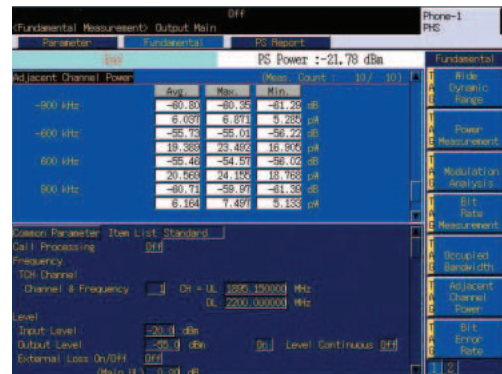 Off
Phone-1
<Fundamental Measurement> Output Main
PHS
Parameter Fundamental PS Report
PS Power :-21.78 dBm
Fundamental
Adjacent Channel Power (Meas. Count : 10/ 10)
Avg. Max. Min.
-900 kHz -60.80 -60.35 -61.28 dB
6.037 6.871 5.285 pW
-600 kHz -55.73 -55.01 -56.22 dB
19.388 23.492 16.905 pW
600 kHz -55.46 -54.57 -56.02 dB
20.560 24.155 18.768 pW
900 kHz -60.71 -59.97 -61.39 dB
6.164 7.497 5.133 pW
Wide
Dynamic
Range
Power
Measurement
Modulation
Analysis
Bit
Rate
Measurement
Occupied
Bandwidth
Adjacent
Channel
Power
Bit
Error
Rate
1 2
Common Parameter Item List Standard
Call Processing Off
Frequency
TCH Channel
Channel & Frequency 1 CH = UL 1895.150000 MHz
DL 2200.000000 MHz
Level
Input Level -20.0 dBm
Output Level -55.0 dBm On Level Continuous Off
External Loss On/Off Off
(Main UL) 0.00 dB